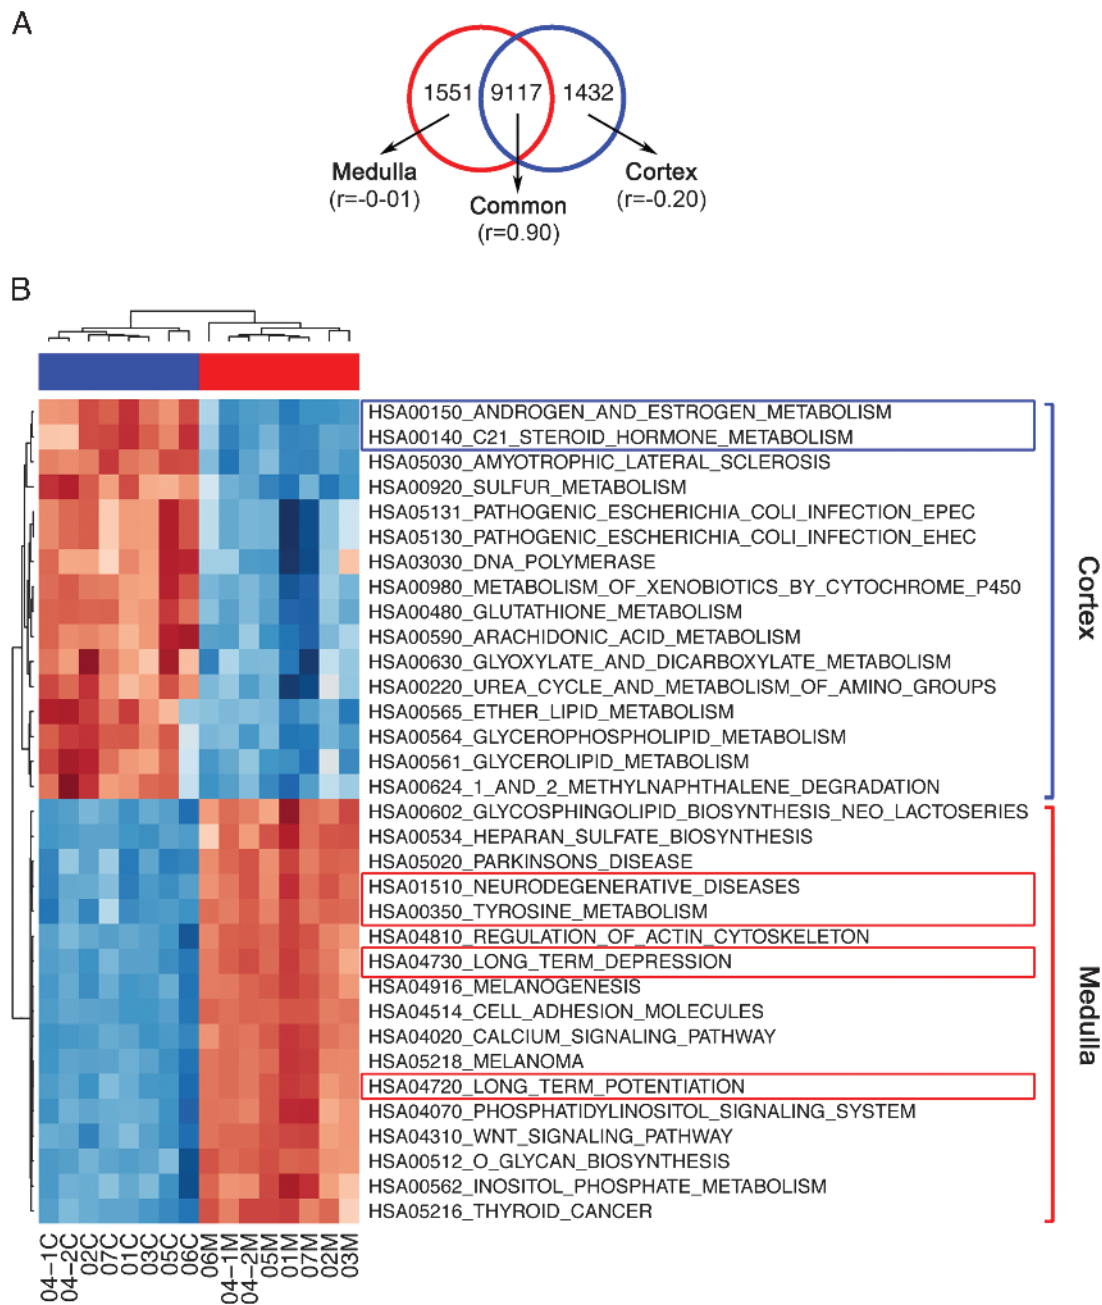 A
1551 9117 1432
Medulla
(r=-0-01)
Common
(r=0.90)
Cortex
(r=-0.20)
B
HSA00150_ANDROGEN_AND_ESTROGEN_METABOLISM
HSA00140_C21_STEROID_HORMONE_METABOLISM
HSA05030_AMYOTROPHIC_LATERAL_SCLEROSIS
HSA00920_SULFUR_METABOLISM
HSA05131_PATHOGENIC_ESCHERICHIA_COLI_INFECTION_EPEC
HSA05130_PATHOGENIC_ESCHERICHIA_COLI_INFECTION_EHEC
HSA03030_DNA_POLYMERASE
HSA00980_METABOLISM_OF_XENOBIOTICS_BY_CYTOCHROME_P450
HSA00480_GLUTATHIONE_METABOLISM
HSA00590_ARACHIDONIC_ACID_METABOLISM
HSA00630_GLYOXYLATE_AND_DICARBOXYLATE_METABOLISM
HSA00220_UREA_CYCLE_AND_METABOLISM_OF_AMINO_GROUPS
HSA00565_ETHER_LIPID_METABOLISM
HSA00564_GLYCEROPHOSPHOLIPID_METABOLISM
HSA00561_GLYCEROLIPID_METABOLISM
HSA00624_1_AND_2_METHYLNAPHTHALENE_DEGRADATION
Cortex
HSA00602_GLYCOSPHINGOLIPID_BIOSYNTHESIS_NEO_LACTOSERIES
HSA00534_HEPARAN_SULFATE_BIOSYNTHESIS
HSA05020_PARKINSONS_DISEASE
HSA01510_NEURODEGENERATIVE_DISEASES
HSA00350_TYROSINE_METABOLISM
HSA04810_REGULATION_OF_ACTIN_CYTOSKELETON
HSA04730_LONG_TERM_DEPRESSION
HSA04916_MELANOGENESIS
HSA04514_CELL_ADHESION_MOLECULES
HSA04020_CALCIUM_SIGNALING_PATHWAY
HSA05218_MELANOMA
HSA04720_LONG_TERM_POTENTIATION
HSA04070_PHOSPHATIDYLINOSITOL_SIGNALING_SYSTEM
HSA04310_WNT_SIGNALING_PATHWAY
HSA00512_O_GLYCAN_BIOSYNTHESIS
HSA00562_INOSITOL_PHOSPHATE_METABOLISM
HSA05216_THYROID_CANCER
Medulla
04-1C
04-2C
02C
07C
01C
03C
05C
06C
06M
04-1M
04-2M
05M
01M
07M
02M
03M